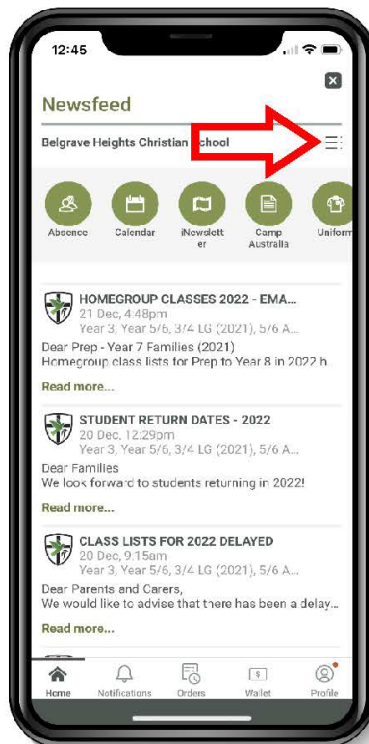 12:45
Newsfeed
Belgrave Heights Christian School
Absence
Calendar
iNewslett
er
Camp
Australia
Uniform
HOMEGROUP CLASSES 2022 - EMA...
21 Dec, 4:48pm
Year 3, Year 5/6, 3/4 LG (2021), 5/6 A...
Dear Prep - Year 7 Families (2021)
Homegroup class lists for Prep to Year 8 in 2022 h
Read more...
STUDENT RETURN DATES - 2022
20 Dec, 12:29pm
Year 3, Year 5/6, 3/4 LG (2021), 5/6 A...
Dear Families
We look forward to students returning in 2022!
Read more...
CLASS LISTS FOR 2022 DELAYED
20 Dec, 9:15am
Year 3, Year 5/6, 3/4 LG (2021), 5/6 A...
Dear Parents and Carers,
We would like to advise that there has been a delay...
Read more...
Home
Notifications
Orders
Wallet
Profile